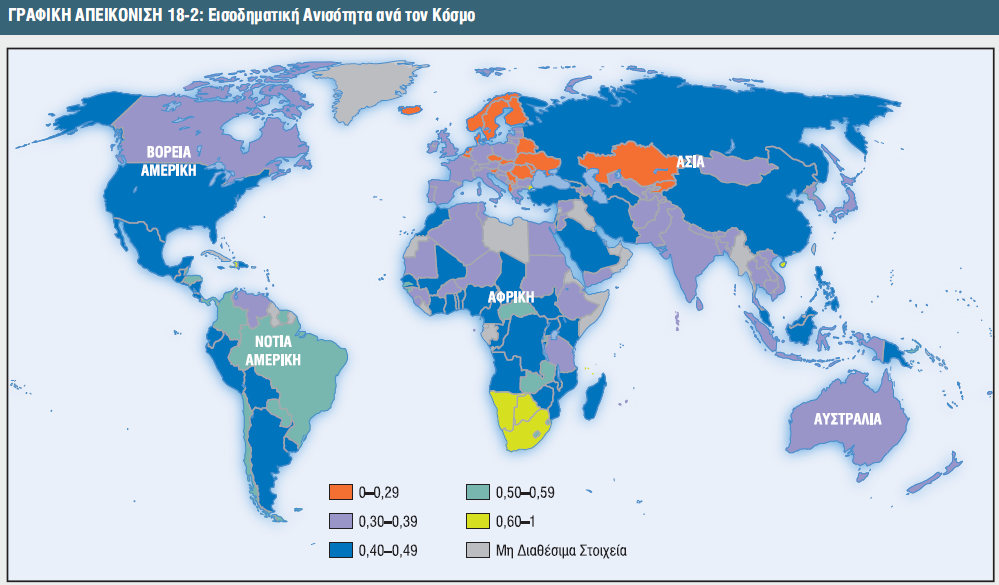 ΓΡΑΦΙΚΗ ΑΠΕΙΚΟΝΙΣΗ 18-2: Εισοδηματική Ανισότητα ανά τον Κόσμο
ΒΟΡΕΙΑ
ΑΜΕΡΙΚΗ
ΑΣΙΑ
ΑΦΡΙΚΗ
ΝΟΤΙΑ
ΑΜΕΡΙΚΗ
ΑΥΣΤΡΑΛΙΑ
0–0,29
0,30–0,39
0,40–0,49
0,50–0,59
0,60–1
Μη Διαθέσιμα Στοιχεία